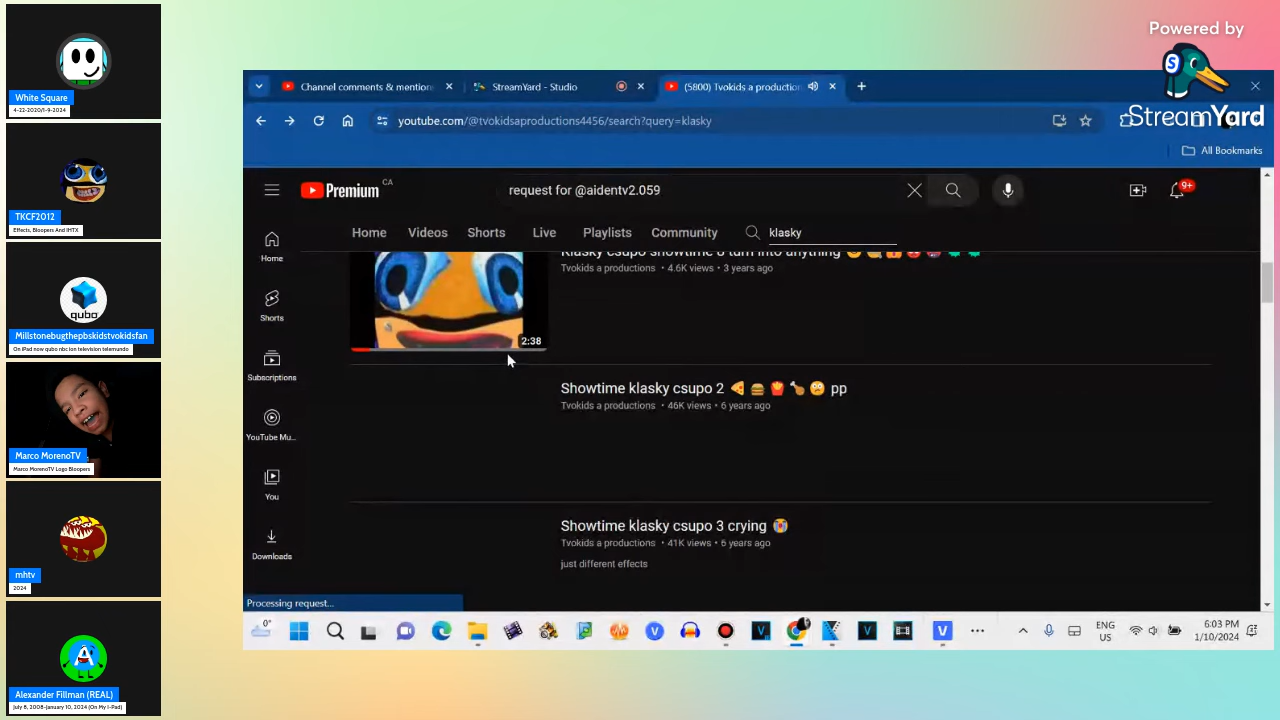 White Square
4-22-2020/1-9-2024
TKCF2012
Effects, Bloopers And IHTX
qubo
Millstonebugthepbskidstvokidsfan
On iPad now qubo nbc ion television telemundo
Marco MorenoTV
Marco MorenoTV Logo Bloopers
mhtv
2024
A
Alexander Fillman (REAL)
July 8, 2008-January 10, 2024 (On My I-Pad)
Powered by
S
StreamYard
Channel comments & mention
StreamYard - Studio
(5800) Tvokids a production
youtube.com/@tvokidsaproductions4456/search?query=klasky
All Bookmarks
Premium CA
request for @aidentv2.059
9+
Home Videos Shorts Live Playlists Community klasky
Home
Shorts
Subscriptions
YouTube Mu...
You
Downloads
Klasky csupo showtime 8 turn into anything
Tvokids a productions • 4.6K views • 3 years ago
2:38
Showtime klasky csupo 2 🍕🍔🍟🍗😳 pp
Tvokids a productions • 46K views • 6 years ago
Showtime klasky csupo 3 crying 😭
Tvokids a productions • 41K views • 6 years ago
just different effects
Processing request...
0°
ENG
US
6:03 PM
1/10/2024